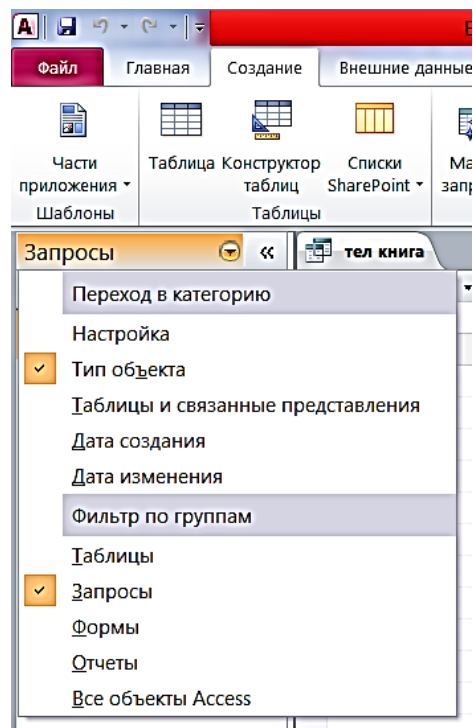 Файл Главная Создание Внешние данные
Части приложения
Таблица
Конструктор таблиц
Списки SharePoint
Шаблоны
Таблицы
Запросы
тел книга
Переход в категорию
Настройка
Тип объекта
Таблицы и связанные представления
Дата создания
Дата изменения
Фильтр по группам
Таблицы
Запросы
Формы
Отчеты
Все объекты Access